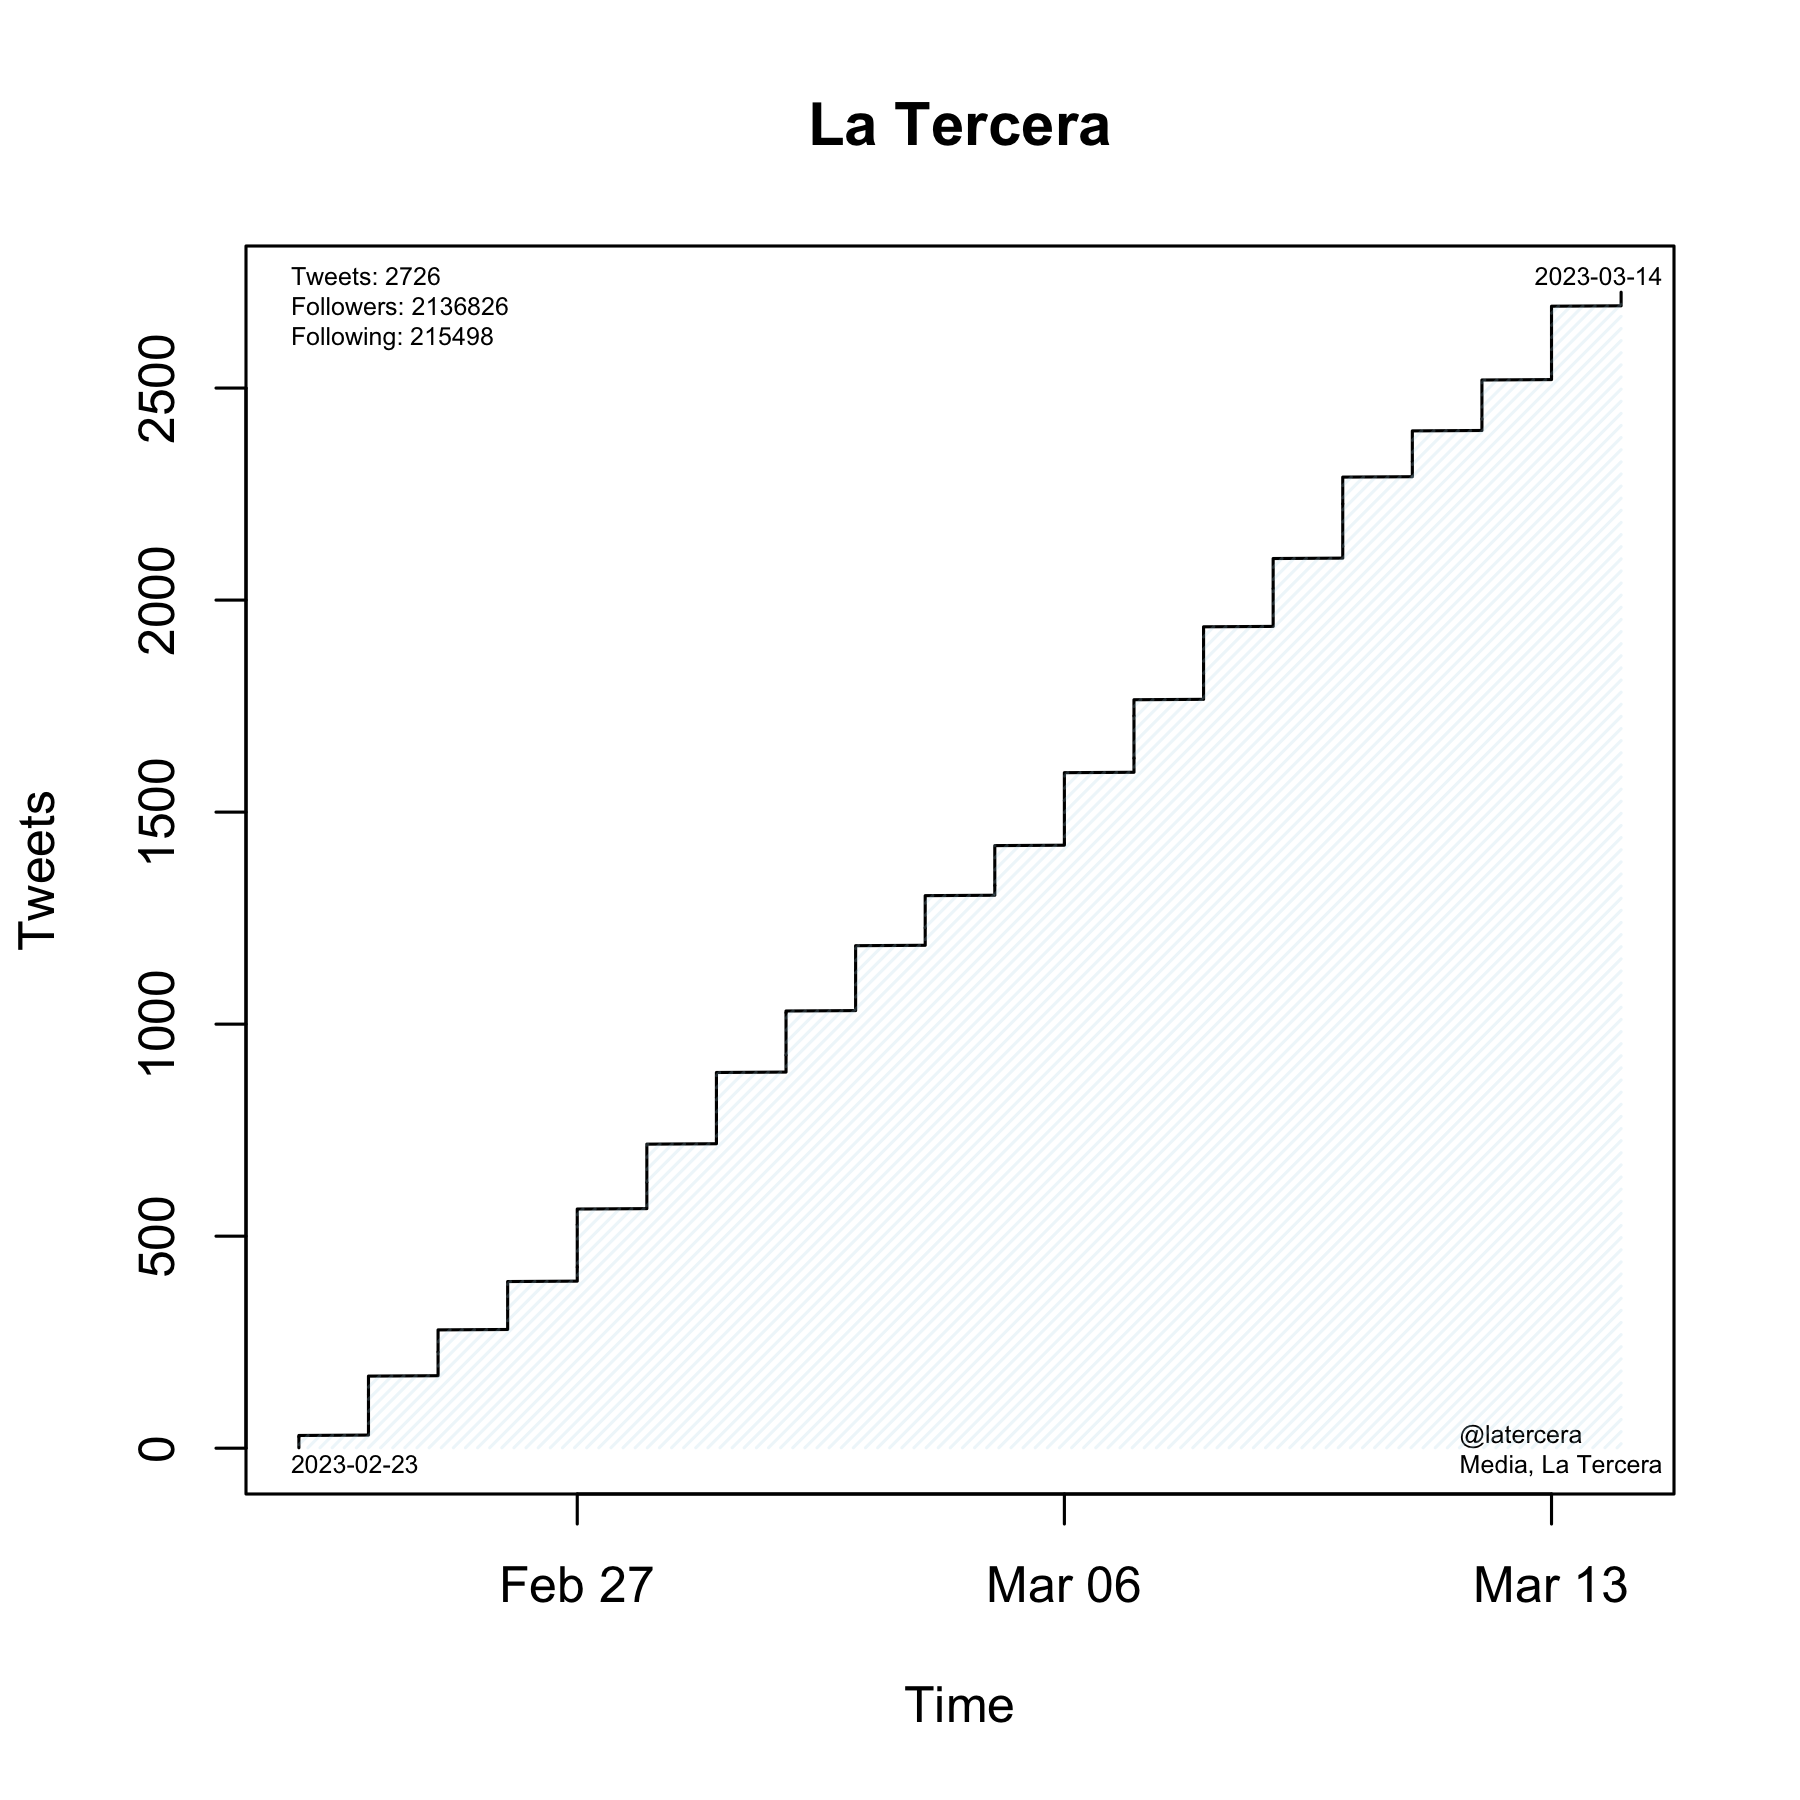 La Tercera
Tweets: 2726
Followers: 2136826
Following: 215498
2023-03-14
2500
2000
1500
1000
500
0
Tweets
@latercera
Media, La Tercera
2023-02-23
Feb 27
Mar 06
Mar 13
Time